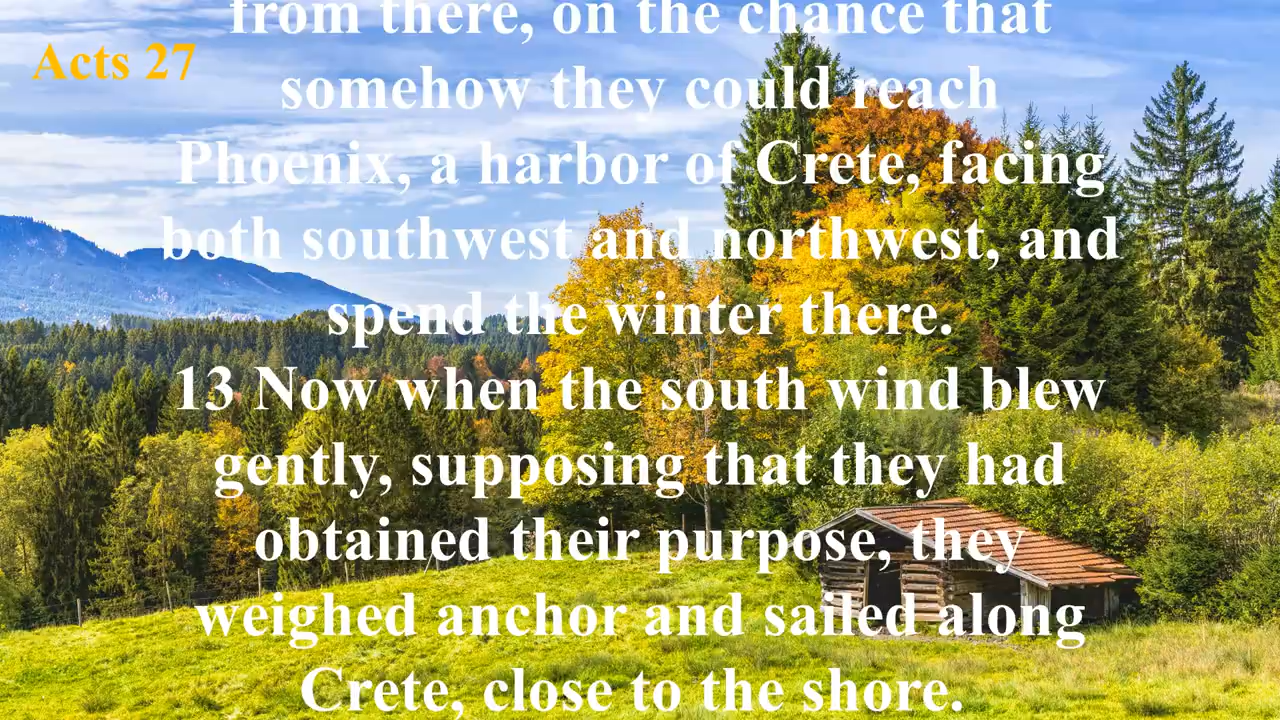 from there, on the chance that
Acts 27
somehow they could reach
Phoenix, a harbor of Crete, facing
both southwest and northwest, and
spend the winter there.
13 Now when the south wind blew
gently, supposing that they had
obtained their purpose, they
weighed anchor and sailed along
Crete, close to the shore.